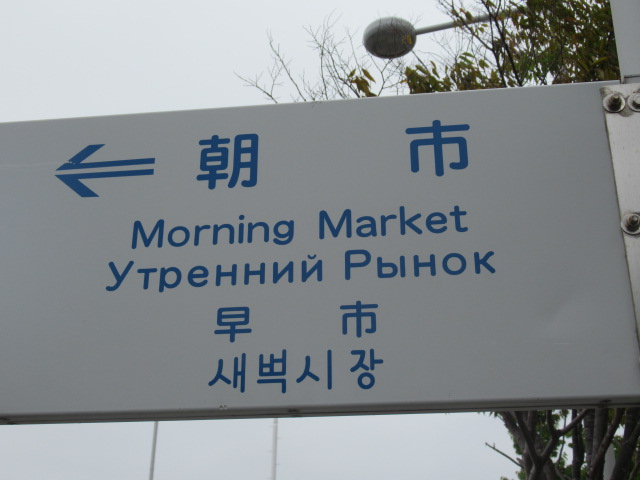 朝市
Morning Market
Утренний Рынок
早市
새벽시장